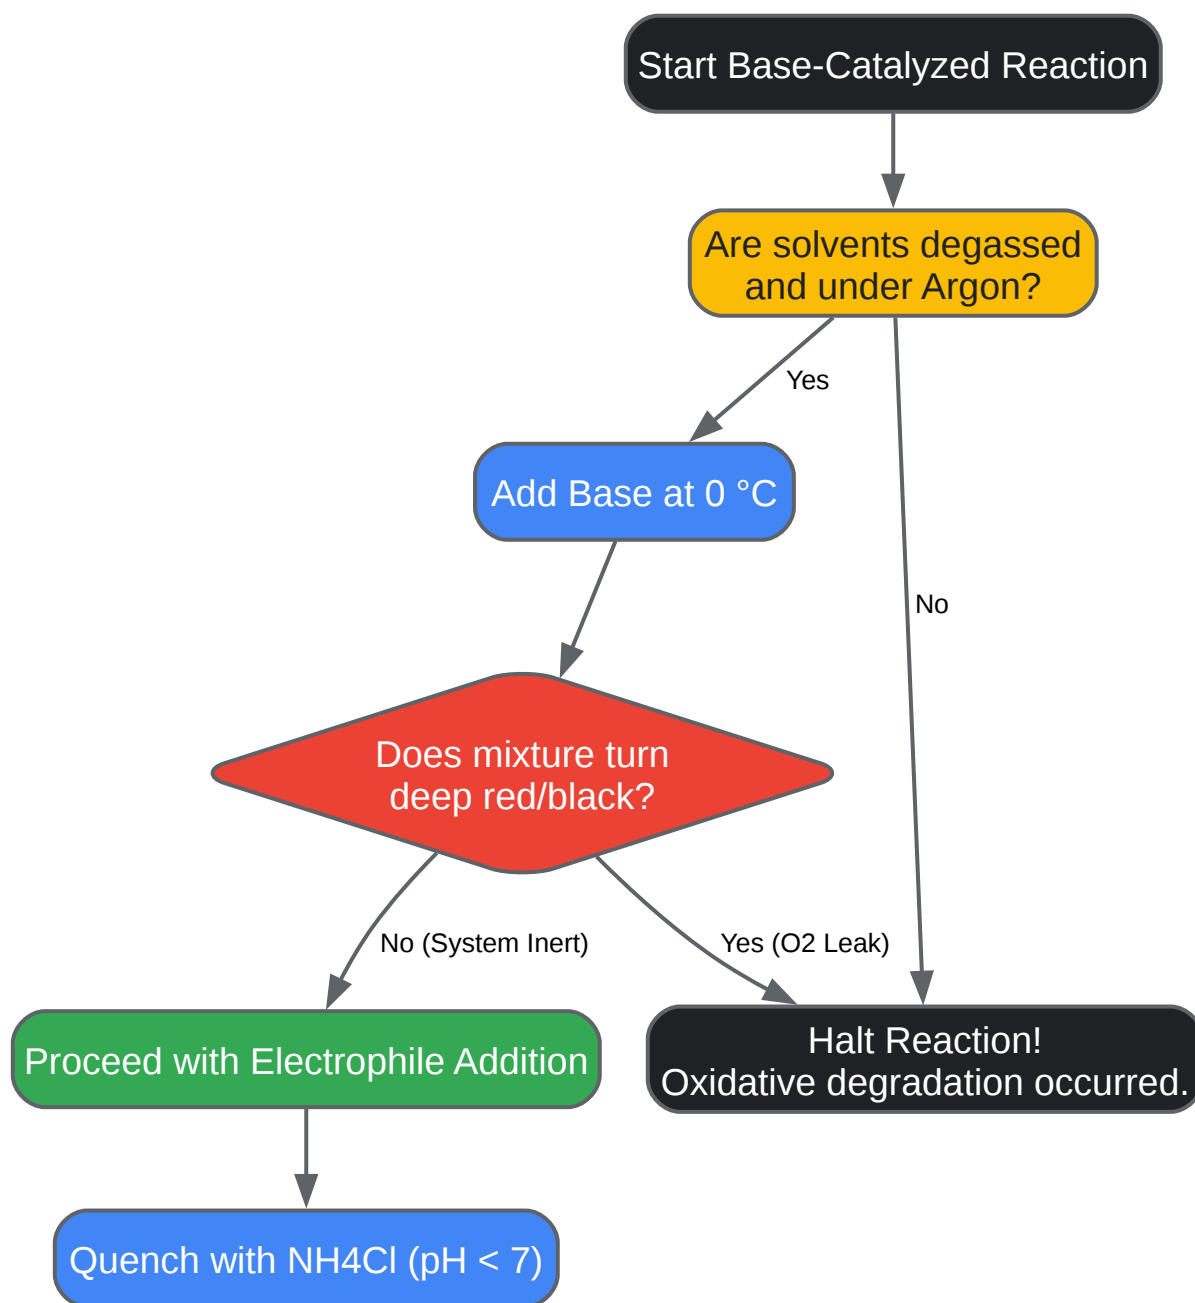 Start Base-Catalyzed Reaction
Are solvents degassed
and under Argon?
Yes
Add Base at 0 °C
No
Does mixture turn
deep red/black?
No (System Inert)
Yes (O2 Leak)
Proceed with Electrophile Addition
Halt Reaction!
Oxidative degradation occurred.
Quench with NH4Cl (pH < 7)